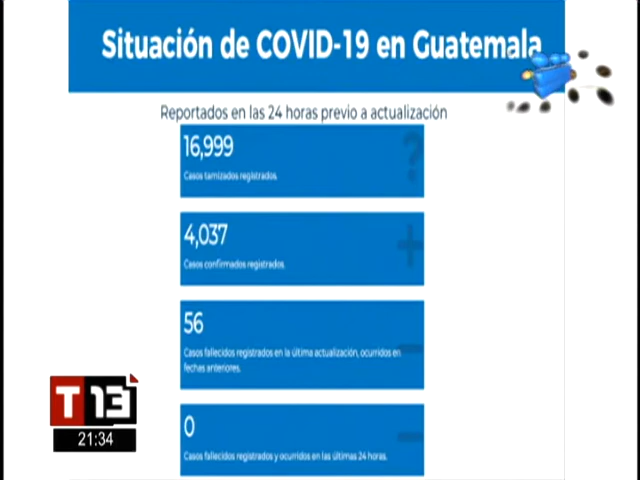 Situación de COVID-19 en Guatemala
Reportados en las 24 horas previo a actualización
16,999
Casos tamizados registrados.
4,037
Casos confirmados registrados.
56
Casos fallecidos registrados en la última actualización, ocurridos en
fechas anteriores.
0
Casos fallecidos registrados y ocurridos en las últimas 24 horas.
T 13
21:34